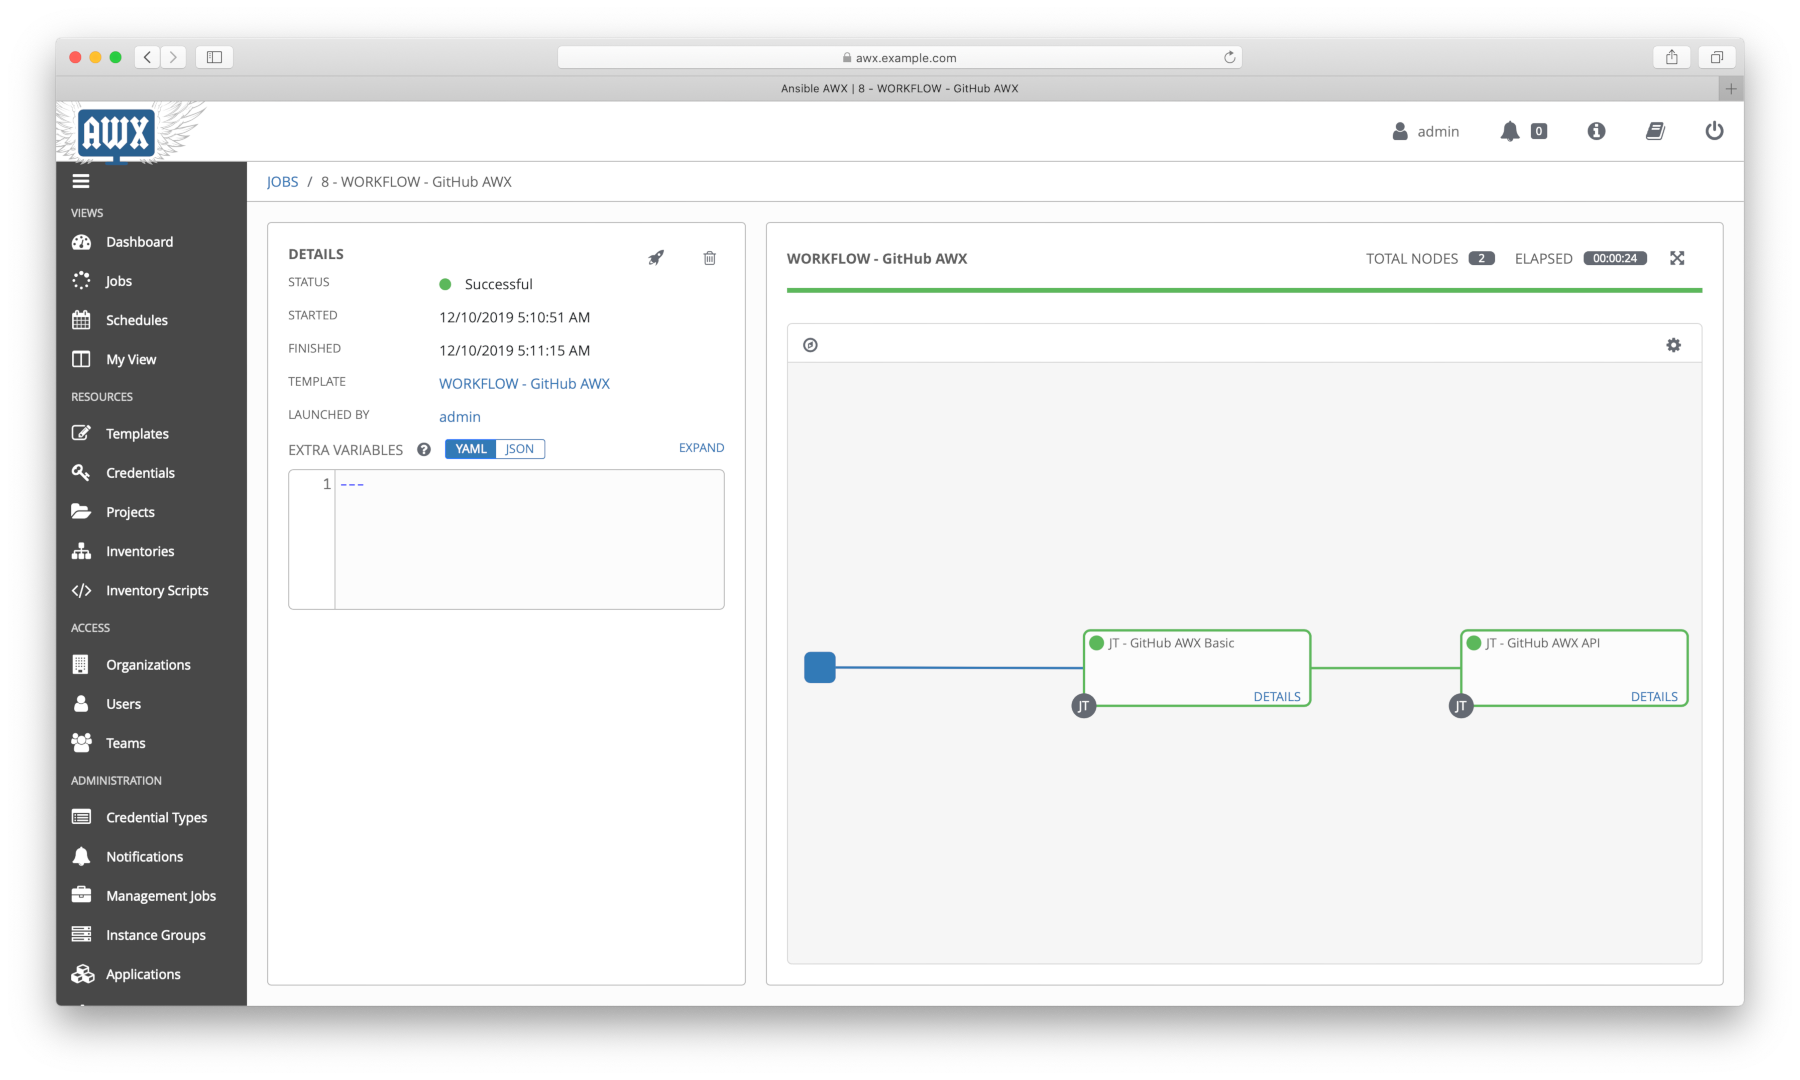 awx.example.com
Ansible AWX | 8 - WORKFLOW - GitHub AWX
AWX
admin
0
JOBS / 8 - WORKFLOW - GitHub AWX
VIEWS
Dashboard
Jobs
Schedules
My View
RESOURCES
Templates
Credentials
Projects
Inventories
Inventory Scripts
ACCESS
Organizations
Users
Teams
ADMINISTRATION
Credential Types
Notifications
Management Jobs
Instance Groups
Applications
DETAILS
STATUS Successful
STARTED 12/10/2019 5:10:51 AM
FINISHED 12/10/2019 5:11:15 AM
TEMPLATE WORKFLOW - GitHub AWX
LAUNCHED BY admin
EXTRA VARIABLES ? YAML JSON EXPAND
1 ---
WORKFLOW - GitHub AWX
TOTAL NODES 2 ELAPSED 00:00:24
JT - GitHub AWX Basic
DETAILS
JT
JT - GitHub AWX API
DETAILS
JT